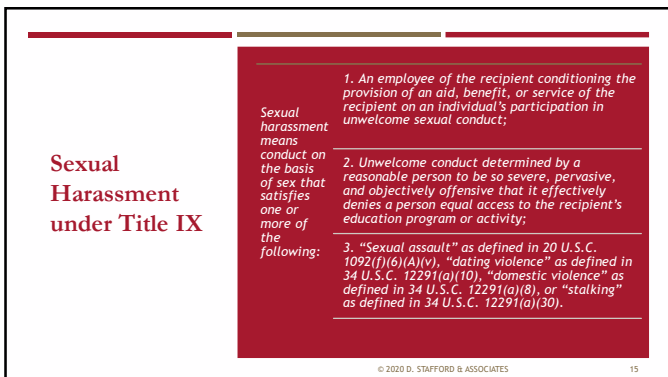 Sexual
Harassment
under Title IX
Sexual
harassment
means
conduct on
the basis
of sex that
satisfies
one or
more of
the
following:
1. An employee of the recipient conditioning the
provision of an aid, benefit, or service of the
recipient on an individual’s participation in
unwelcome sexual conduct;
2. Unwelcome conduct determined by a
reasonable person to be so severe, pervasive,
and objectively offensive that it effectively
denies a person equal access to the recipient’s
education program or activity;
3. “Sexual assault” as defined in 20 U.S.C.
1092(f)(6)(A)(v), “dating violence” as defined in
34 U.S.C. 12291(a)(10), “domestic violence” as
defined in 34 U.S.C. 12291(a)(8), or “stalking”
as defined in 34 U.S.C. 12291(a)(30).
© 2020 D. STAFFORD & ASSOCIATES
15